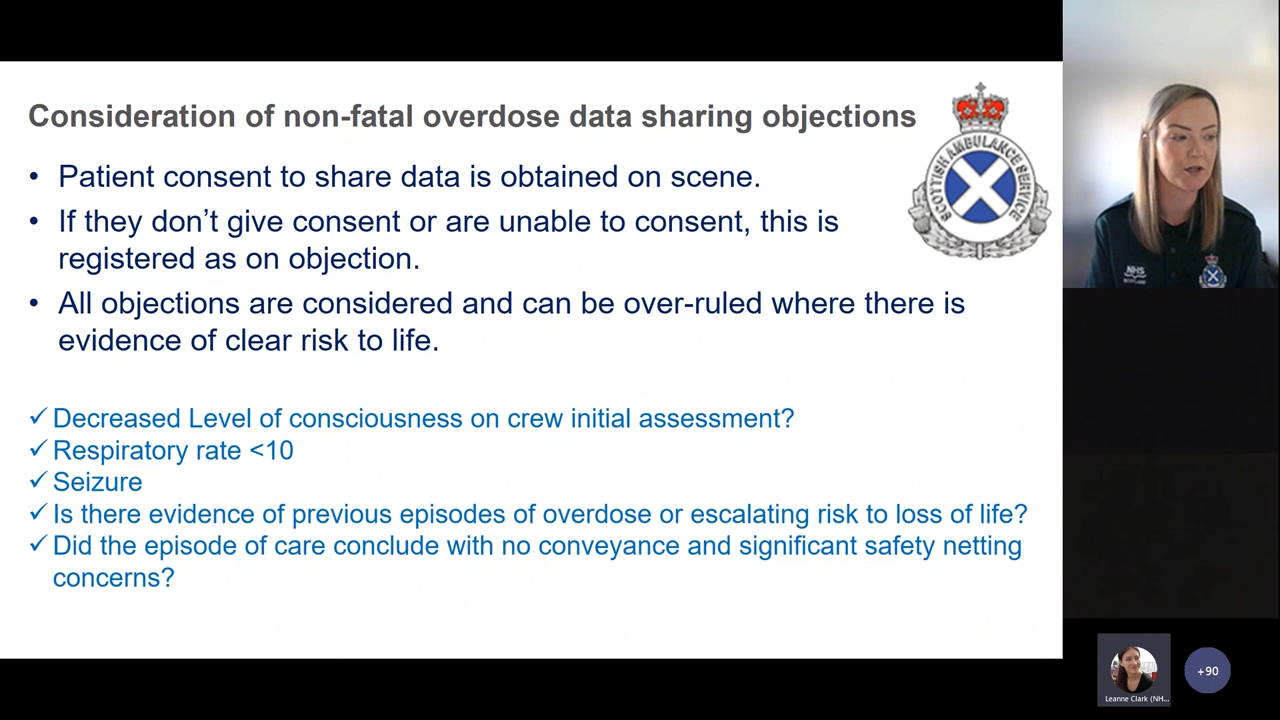 Consideration of non-fatal overdose data sharing objections
• Patient consent to share data is obtained on scene.
• If they don’t give consent or are unable to consent, this is
registered as on objection.
• All objections are considered and can be over-ruled where there is
evidence of clear risk to life.
✓ Decreased Level of consciousness on crew initial assessment?
✓ Respiratory rate <10
✓ Seizure
✓ Is there evidence of previous episodes of overdose or escalating risk to loss of life?
✓ Did the episode of care conclude with no conveyance and significant safety netting
concerns?
SCOTTISH AMBULANCE SERVICE
NHS
SCOTLAND
Leanne Clark (NH...
+90